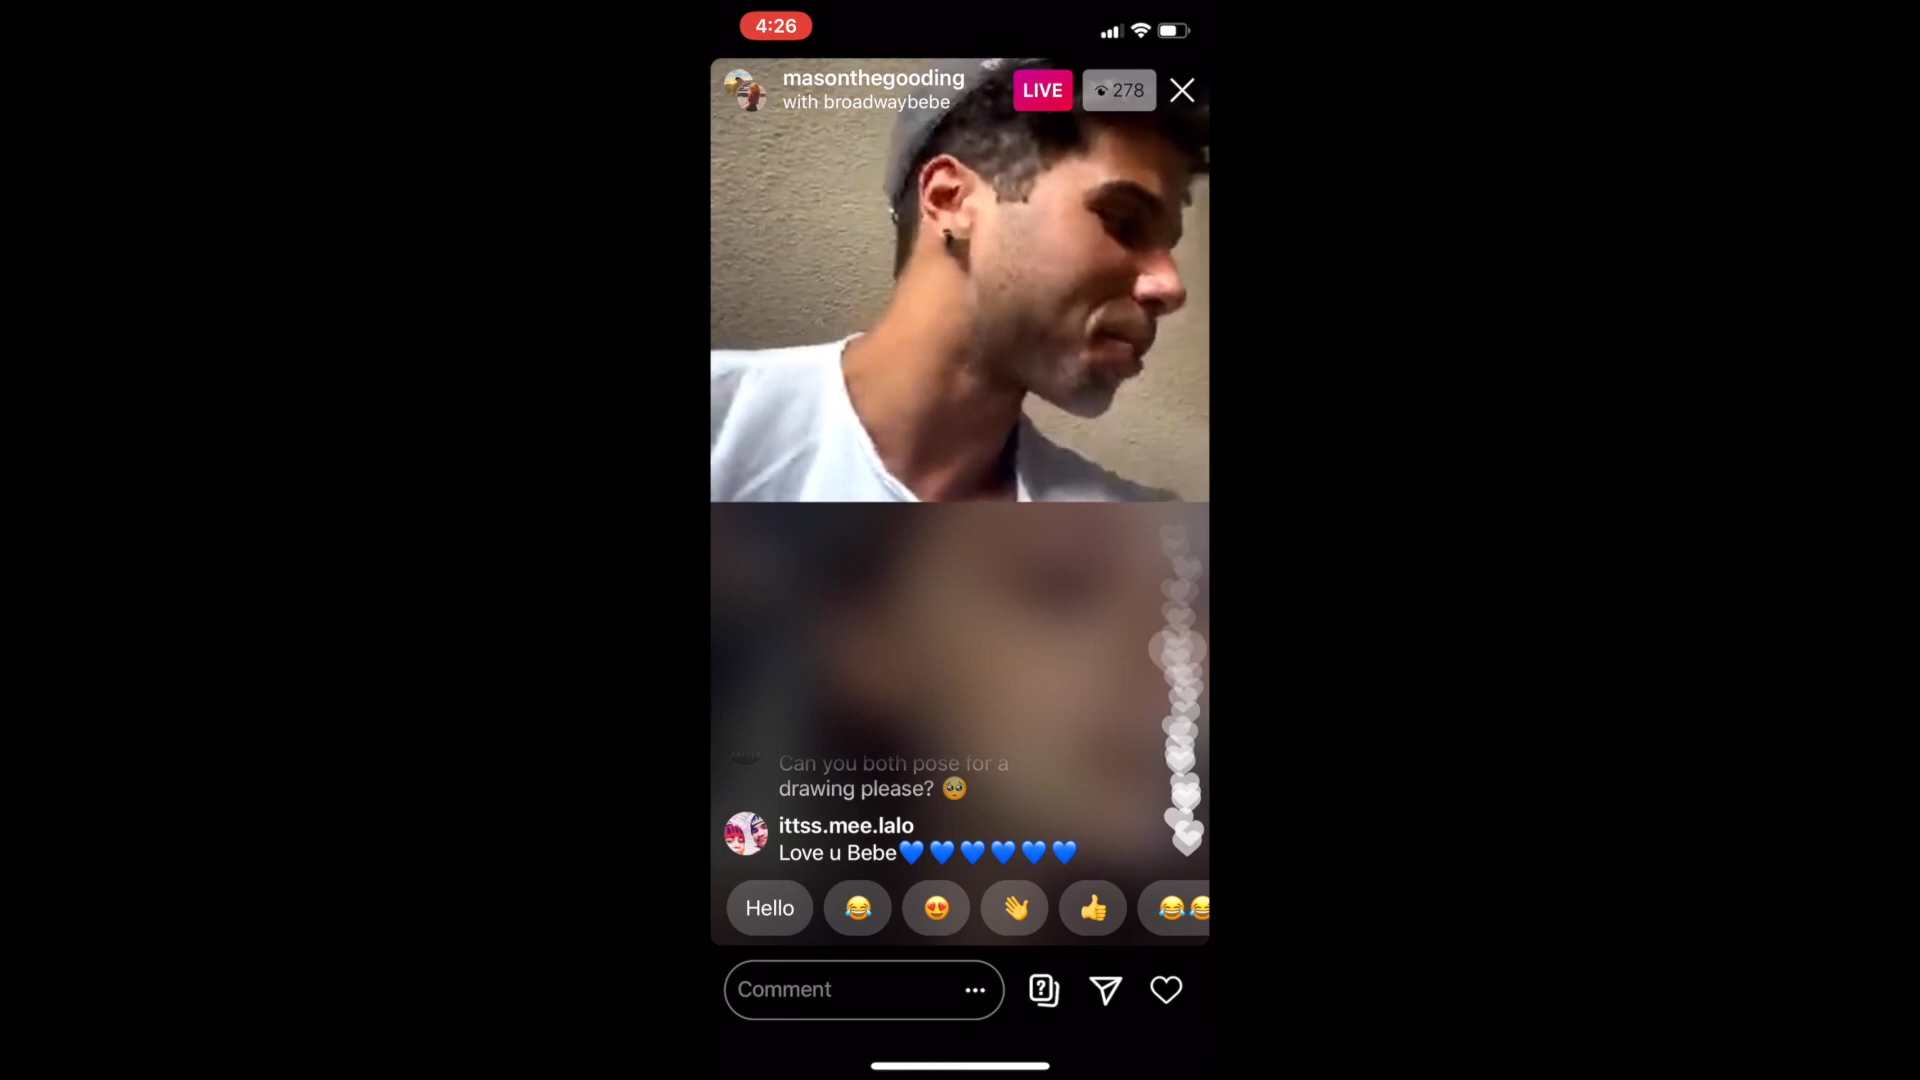 4:26
masonthegooding
with broadwaybebe
LIVE
278
Can you both pose for a
drawing please? 🥺
ittss.mee.lalo
Love u Bebe💙💙💙💙💙💙
Hello
Comment